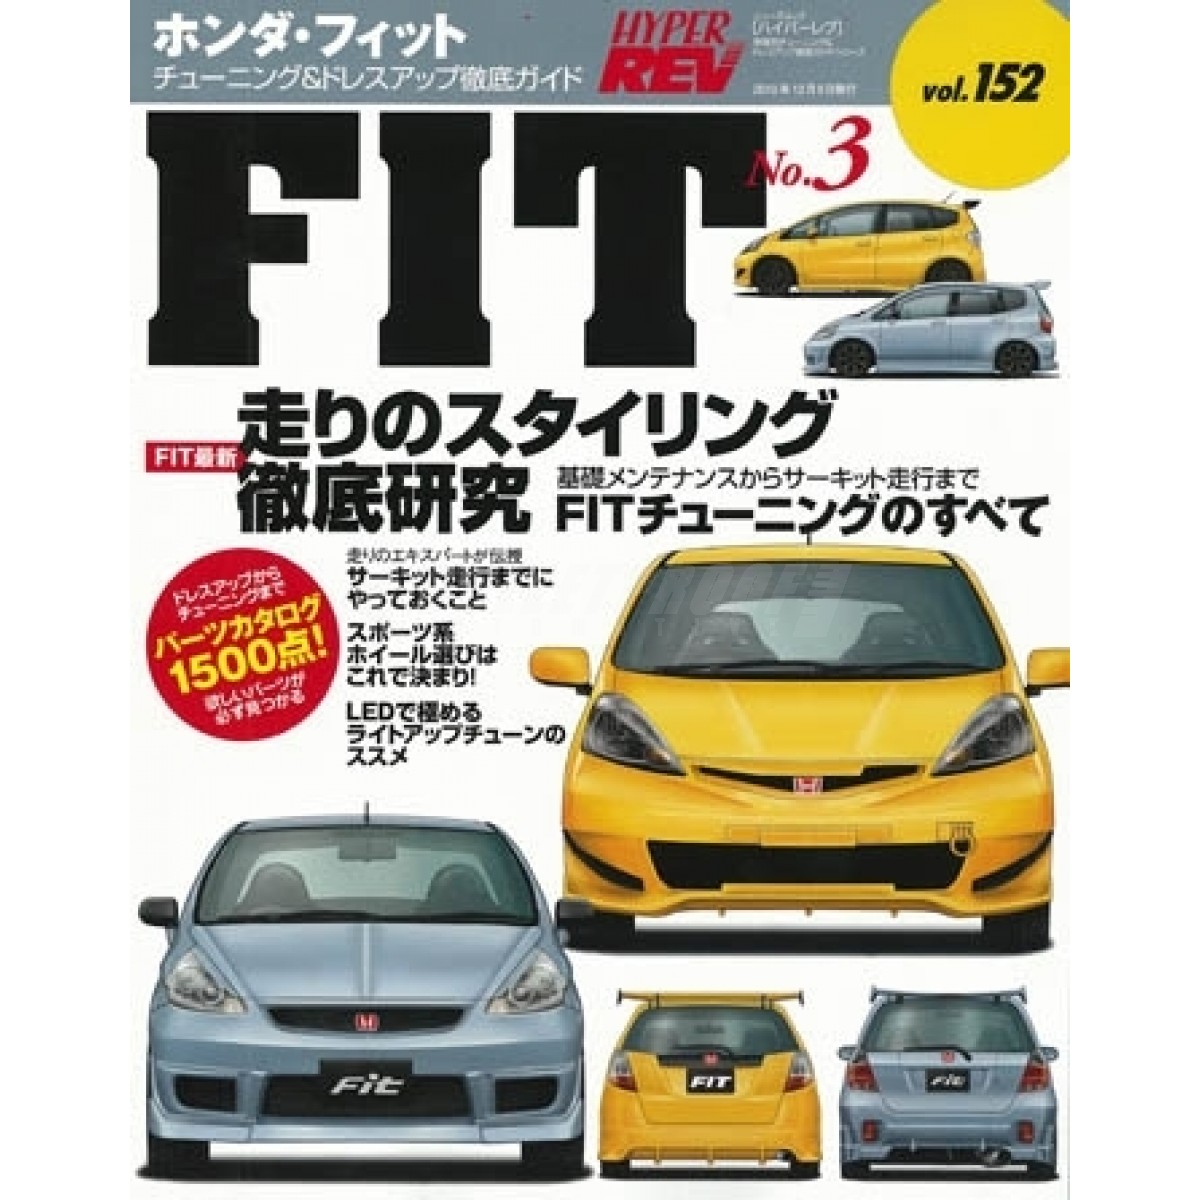 ホンダ・フィット
チューニング&ドレスアップ徹底ガイド
HYPER
REV
[ハイパーレブ]
vol.152
FIT
No.3
FIT最新
走りのスタイリング
徹底研究
基礎メンテナンスからサーキット走行まで
FITチューニングのすべて
ドレスアップから
チューニングまで
パーツカタログ
1500点!
欲しいパーツが
必ず見つかる
走りのエキスパートが伝授
サーキット走行までに
やっておくこと
スポーツ系
ホイール選びは
これで決まり!
LEDで極める
ライトアップチューンの
ススメ
Fit
FIT
Fit